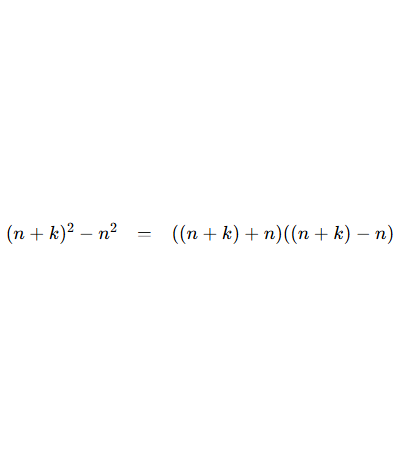 (n + k)² − n² = ((n + k) + n)((n + k) − n)